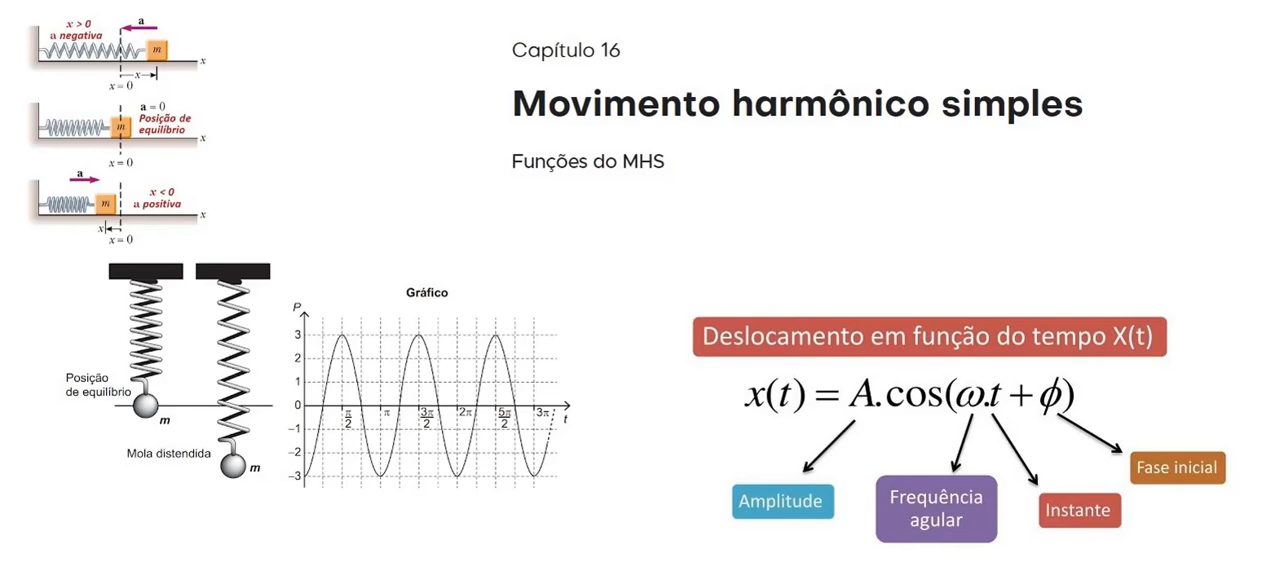 x > 0
a negativa
a
m
x
x
x = 0
a = 0
Posição de
equilíbrio
m
x
x = 0
a
x < 0
a positiva
m
x
x
x = 0
Capítulo 16
Movimento harmônico simples
Funções do MHS
Posição
de equilíbrio
m
Mola distendida
m
Gráfico
P
3
2
1
0
–1
–2
–3
π/2
π
3π/2
2π
5π/2
3π
t
Deslocamento em função do tempo X(t)
x(t) = A.cos(ω.t + ϕ)
Amplitude
Frequência
agular
Instante
Fase inicial